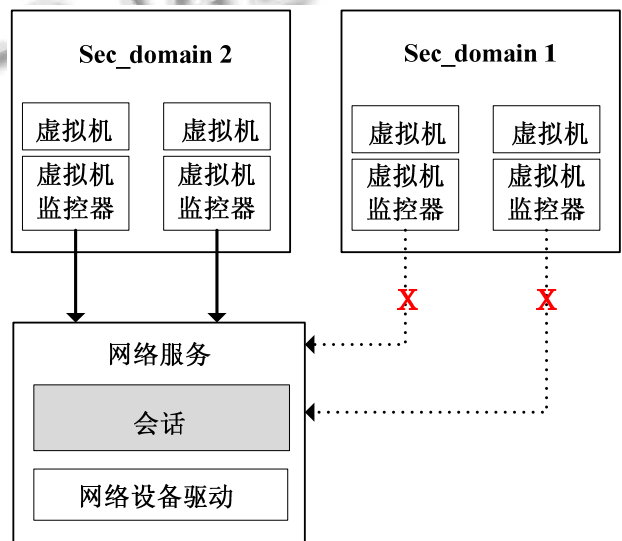 Sec_domain 2
虚拟机
虚拟机
虚拟机
监控器
虚拟机
监控器
Sec_domain 1
虚拟机
虚拟机
虚拟机
监控器
虚拟机
监控器
X
X
网络服务
会话
网络设备驱动